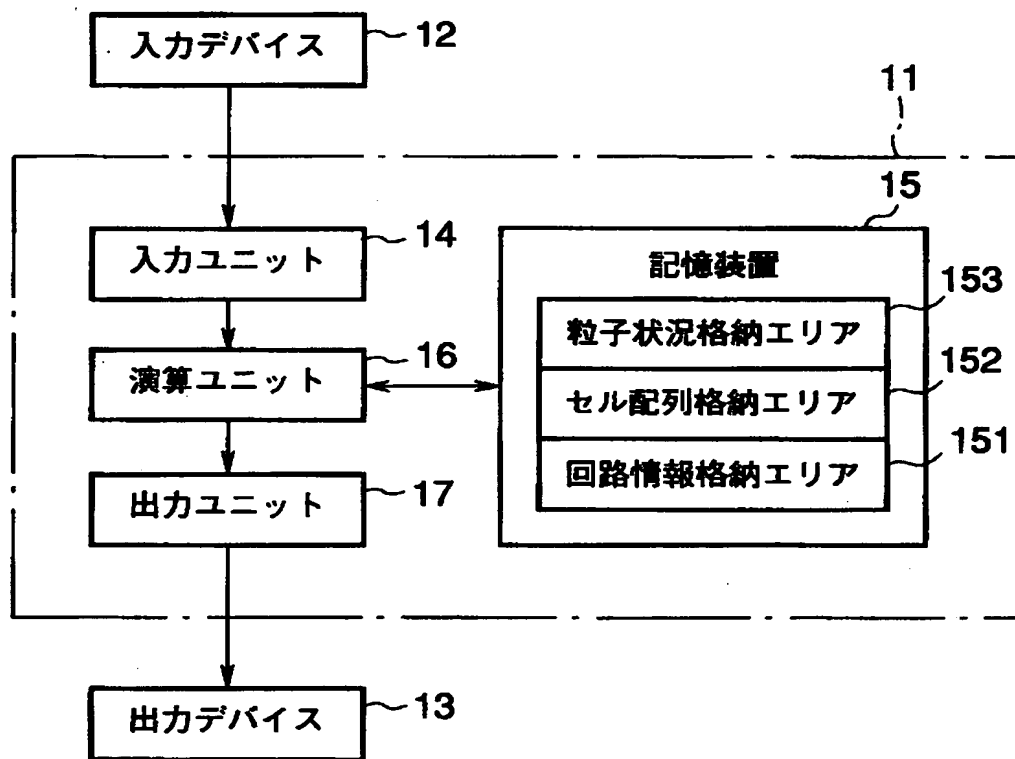 入力デバイス
12
11
15
入力ユニット
14
記憶装置
153
粒子状況格納エリア
演算ユニット
16
152
セル配列格納エリア
151
回路情報格納エリア
出力ユニット
17
出力デバイス
13